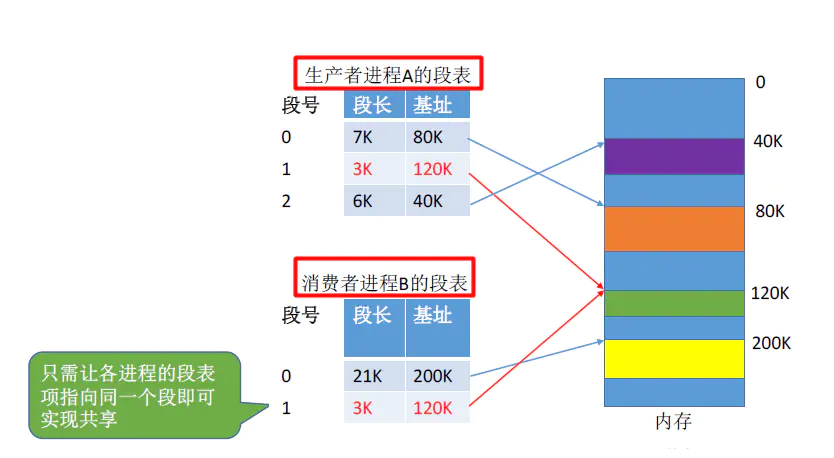 生产者进程A的段表
段号 段长 基址
0 7K 80K
1 3K 120K
2 6K 40K
消费者进程B的段表
段号 段长 基址
0 21K 200K
1 3K 120K
只需让各进程的段表
项指向同一个段即可
实现共享
0
40K
80K
120K
200K
内存